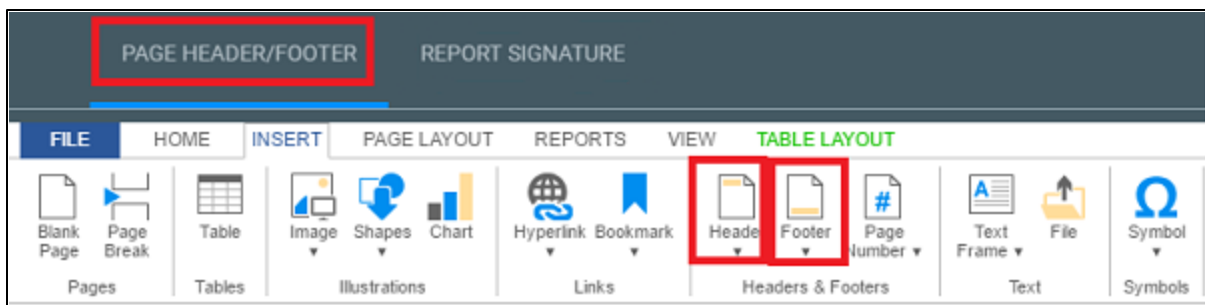 PAGE HEADER/FOOTER REPORT SIGNATURE
FILE HOME INSERT PAGE LAYOUT REPORTS VIEW TABLE LAYOUT
Blank Page Table Image Shapes Chart Hyperlink Bookmark Heade Footer Page Text File Symbol
Page Break Number Frame
Pages Tables Illustrations Links Headers & Footers Text Symbols